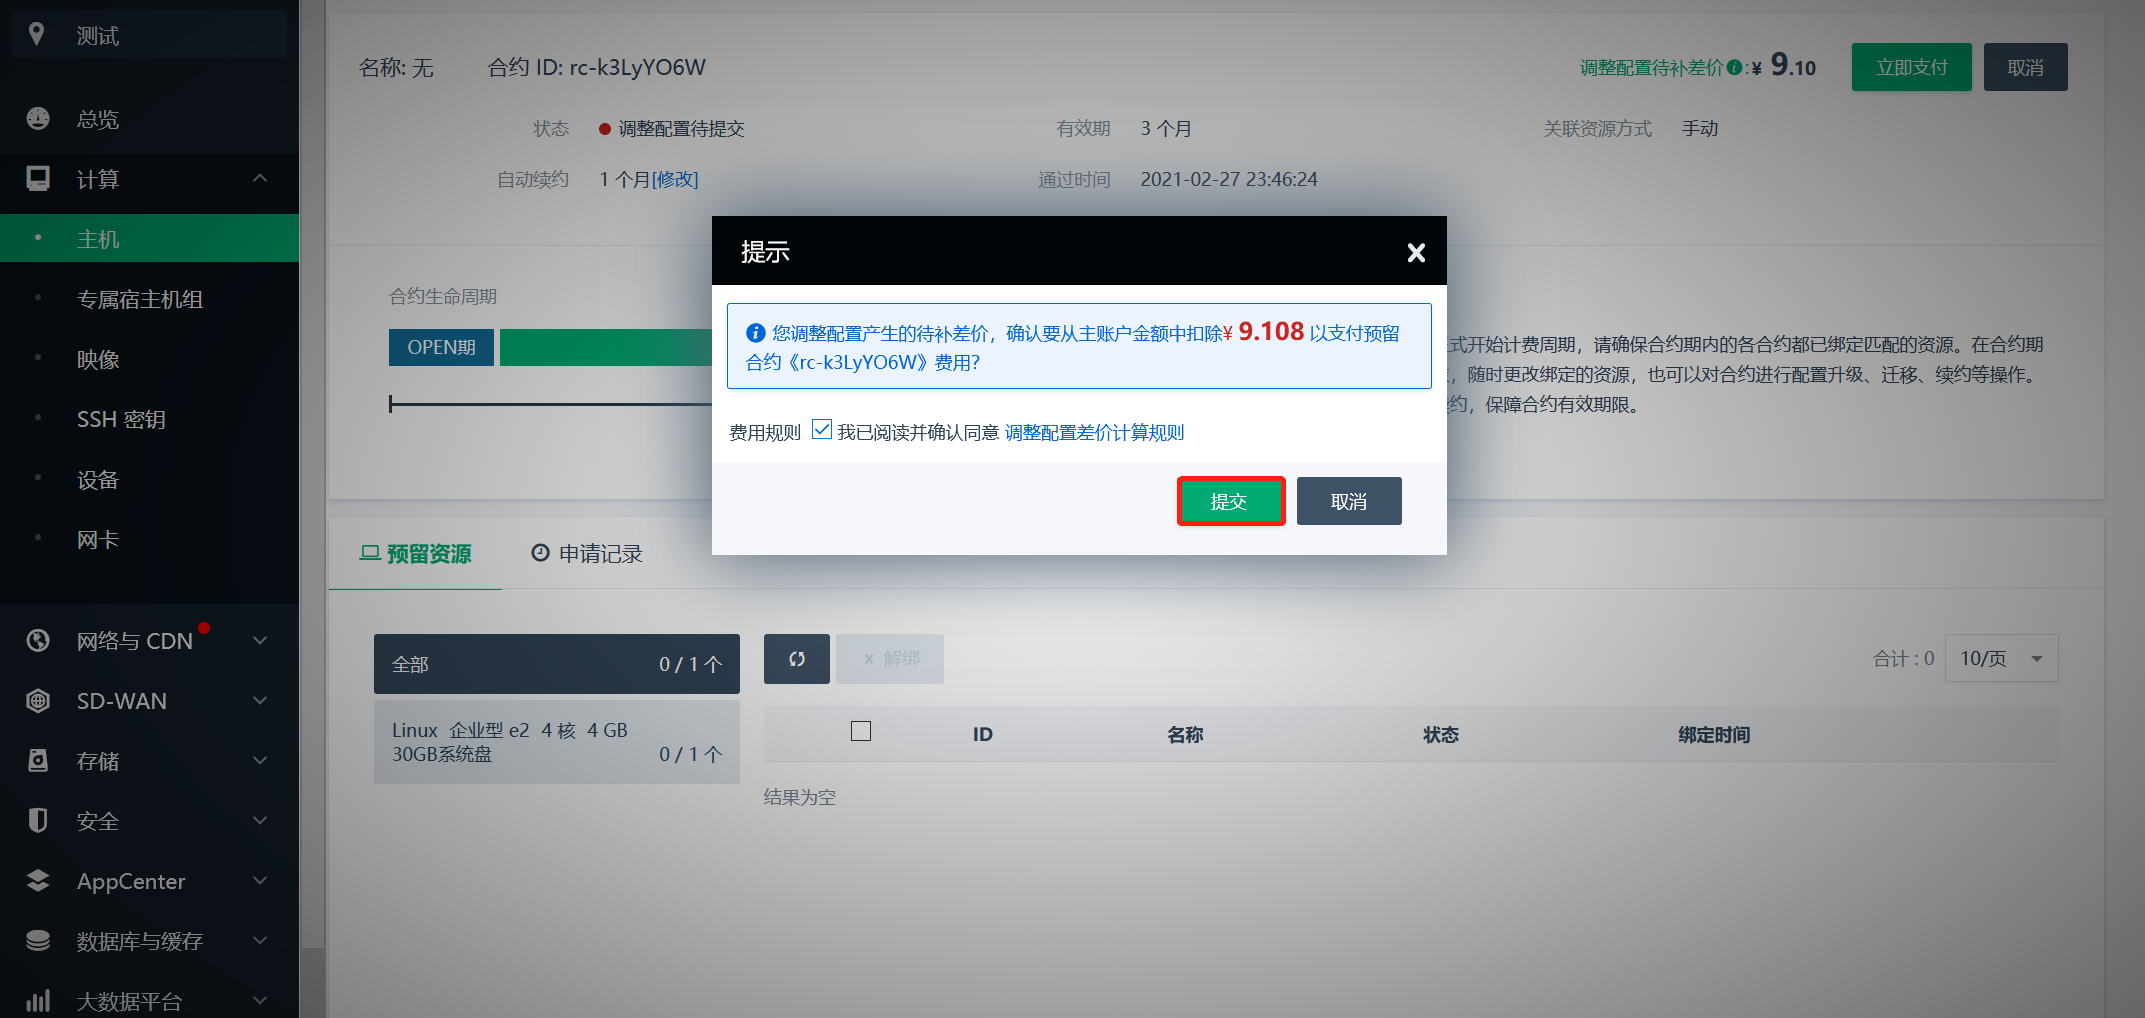 测试
总览
计算
主机
专属宿主机组
映像
SSH 密钥
设备
网卡
网络与 CDN
SD-WAN
存储
安全
AppCenter
数据库与缓存
大数据平台
名称: 无 合约 ID: rc-k3LyYO6W
调整配置待补差价 : ¥ 9.10 立即支付 取消
状态 调整配置待提交 有效期 3 个月 关联资源方式 手动
自动续约 1 个月[修改] 通过时间 2021-02-27 23:46:24
合约生命周期
OPEN期
式开始计费周期，请确保合约期内的各合约都已绑定匹配的资源。在合约期
，随时更改绑定的资源，也可以对合约进行配置升级、迁移、续约等操作。
约，保障合约有效期限。
提示
您调整配置产生的待补差价，确认要从主账户金额中扣除¥ 9.108 以支付预留
合约《rc-k3LyYO6W》费用?
费用规则 我已阅读并确认同意 调整配置差价计算规则
提交 取消
预留资源 申请记录
全部 0 / 1 个
Linux 企业型 e2 4 核 4 GB
30GB系统盘 0 / 1 个
× 解绑
合计 : 0 10/页
ID 名称 状态 绑定时间
结果为空